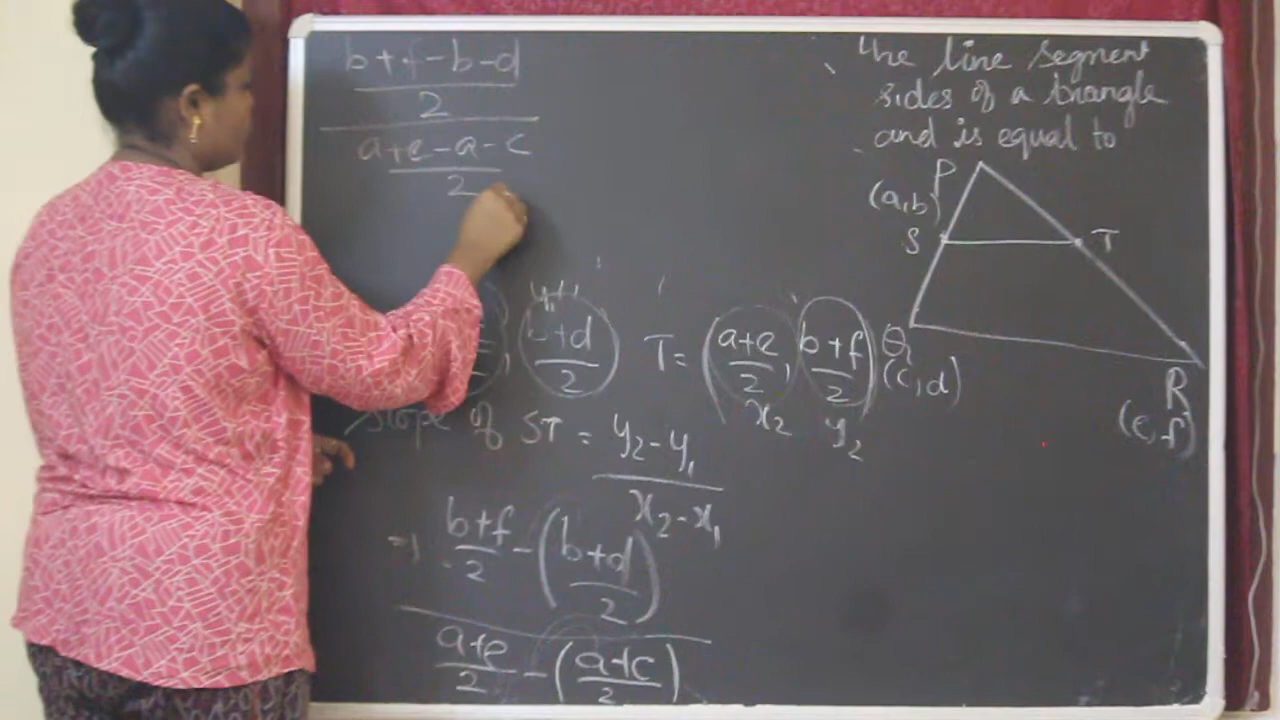 b+f-b-d
2
a+e-a-c
2
the line segment
sides of a triangle
and is equal to
P
(a,b)
S
T
Q
(c,d)
R
(e,f)
y1
b+d
2
T= (a+e/2, b+f/2)
x2 y2
Slope of ST = y2-y1
x2-x1
b+f/2 - (b+d/2)
a+e/2 - (a+c/2)